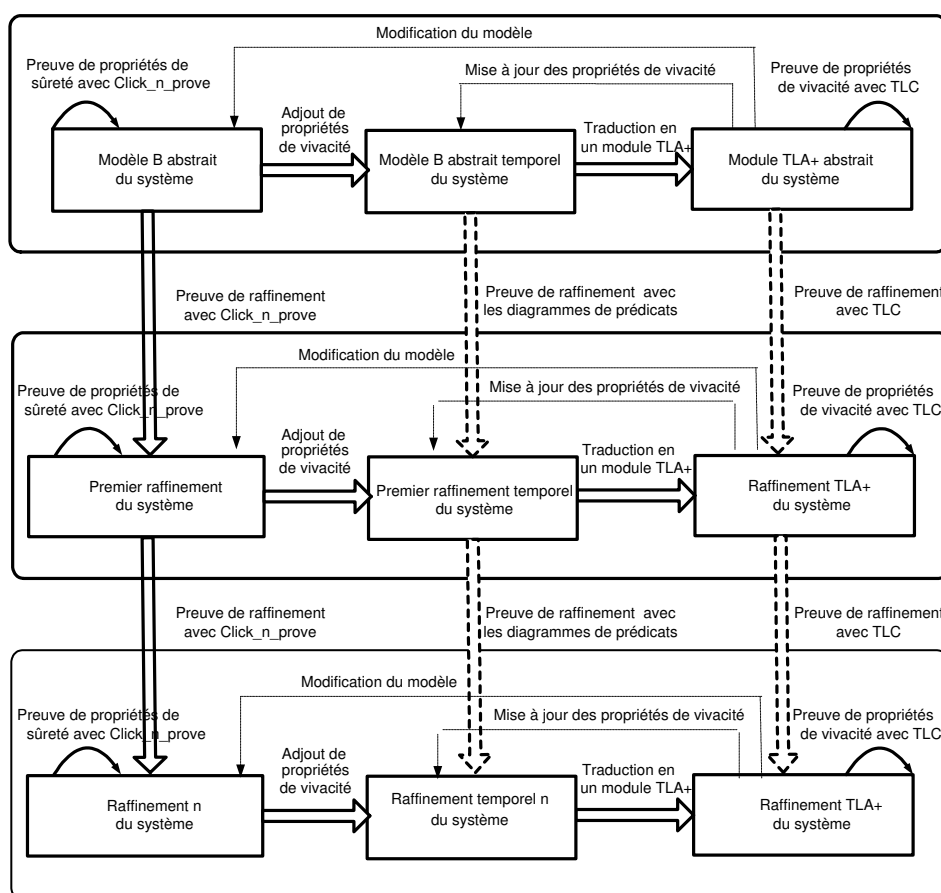 Modification du modèle
Preuve de propriétés de
sûreté avec Click_n_prove
Mise à jour des propriétés de vivacité
Preuve de propriétés
de vivacité avec TLC
Adjout de
propriétés
de vivacité
Traduction en
un module TLA+
Modèle B abstrait
du système
Modèle B abstrait temporel
du système
Module TLA+ abstrait
du système
Preuve de raffinement
avec Click_n_prove
Preuve de raffinement avec
les diagrammes de prédicats
Preuve de raffinement
avec TLC
Modification du modèle
Preuve de propriétés de
sûreté avec Click_n_prove
Mise à jour des propriétés de vivacité
Preuve de propriétés
de vivacité avec TLC
Adjout de
propriétés
de vivacité
Traduction en
un module TLA+
Premier raffinement
du système
Premier raffinement temporel
du système
Raffinement TLA+
du système
Preuve de raffinement
avec Click_n_prove
Preuve de raffinement avec
les diagrammes de prédicats
Preuve de raffinement
avec TLC
Modification du modèle
Preuve de propriétés de
sûreté avec Click_n_prove
Mise à jour des propriétés de vivacité
Preuve de propriétés
de vivacité avec TLC
Adjout de
propriétés
de vivacité
Traduction en
un module TLA+
Raffinement n
du système
Raffinement temporel n
du système
Raffinement TLA+
du système